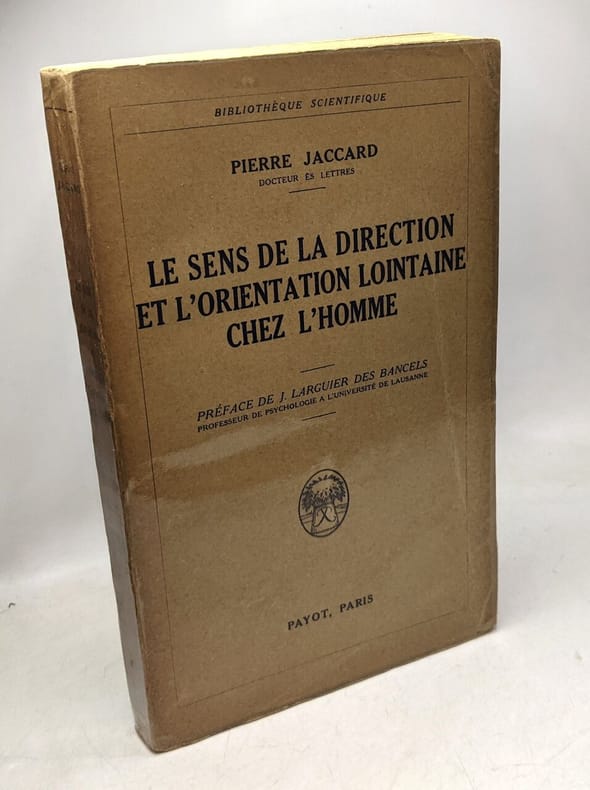 BIBLIOTHÈQUE SCIENTIFIQUE
PIERRE JACCARD
DOCTEUR ÈS LETTRES
LE SENS DE LA DIRECTION
ET L'ORIENTATION LOINTAINE
CHEZ L'HOMME
PRÉFACE DE J. LARGUIER DES BANCELS
PROFESSEUR DE PSYCHOLOGIE A L'UNIVERSITÉ DE LAUSANNE
PAYOT, PARIS